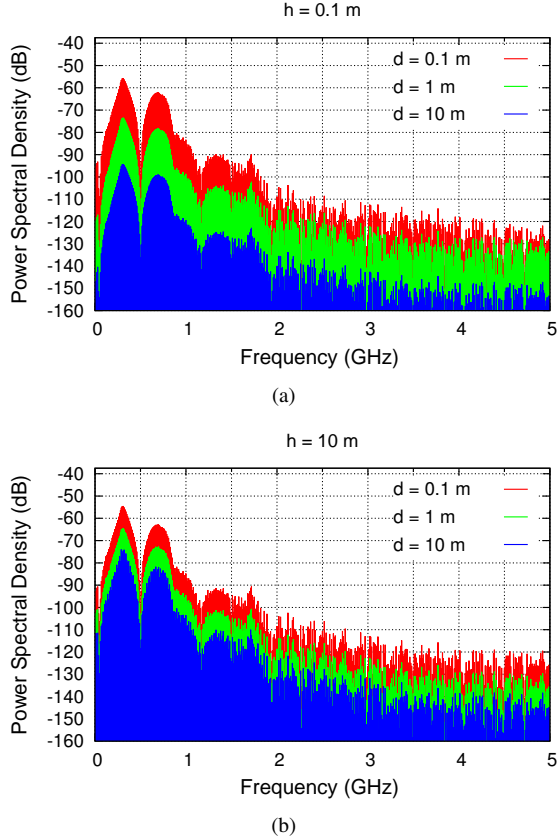 h = 0.1 m
Power Spectral Density (dB)
-40
-50
-60
-70
-80
-90
-100
-110
-120
-130
-140
-150
-160
d = 0.1 m
d = 1 m
d = 10 m
0 1 2 3 4 5
Frequency (GHz)
(a)
h = 10 m
Power Spectral Density (dB)
-40
-50
-60
-70
-80
-90
-100
-110
-120
-130
-140
-150
-160
d = 0.1 m
d = 1 m
d = 10 m
0 1 2 3 4 5
Frequency (GHz)
(b)